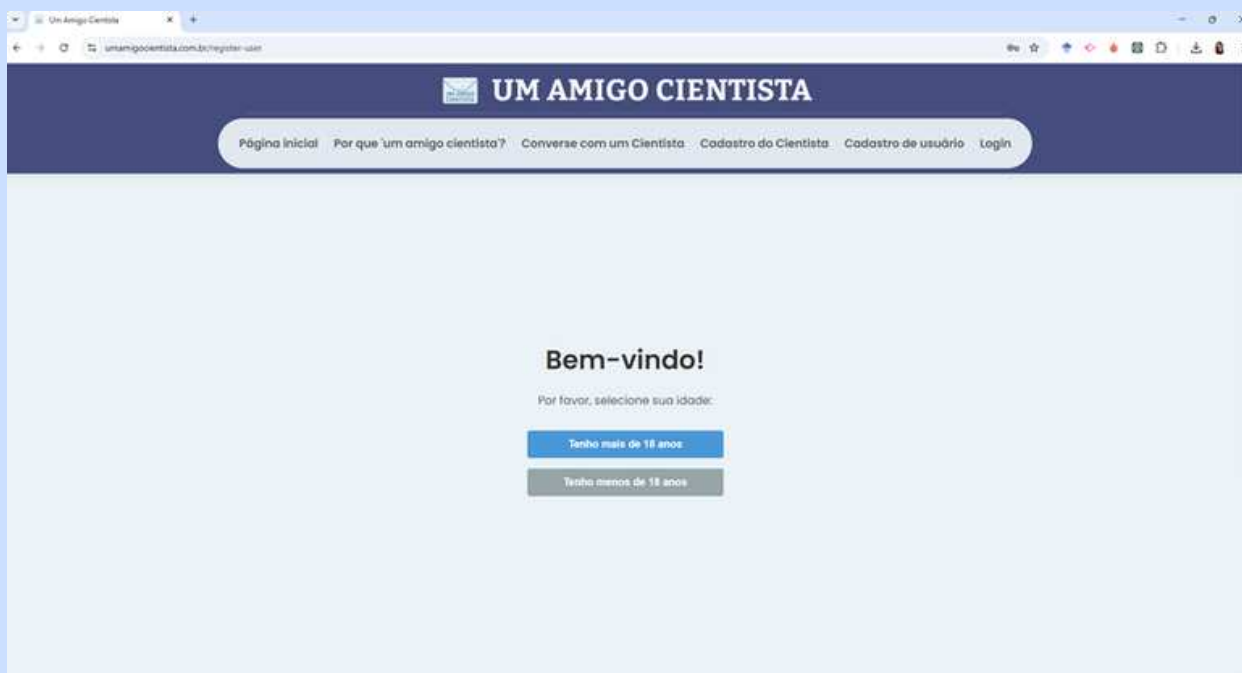 Um Amigo Cientista
umamigocientista.com.br/register-user
UM AMIGO CIENTISTA
Página inicial Por que 'um amigo cientista'? Converse com um Cientista Cadastro do Cientista Cadastro de usuário Login
Bem-vindo!
Por favor, selecione sua idade:
Tenho mais de 18 anos
Tenho menos de 18 anos